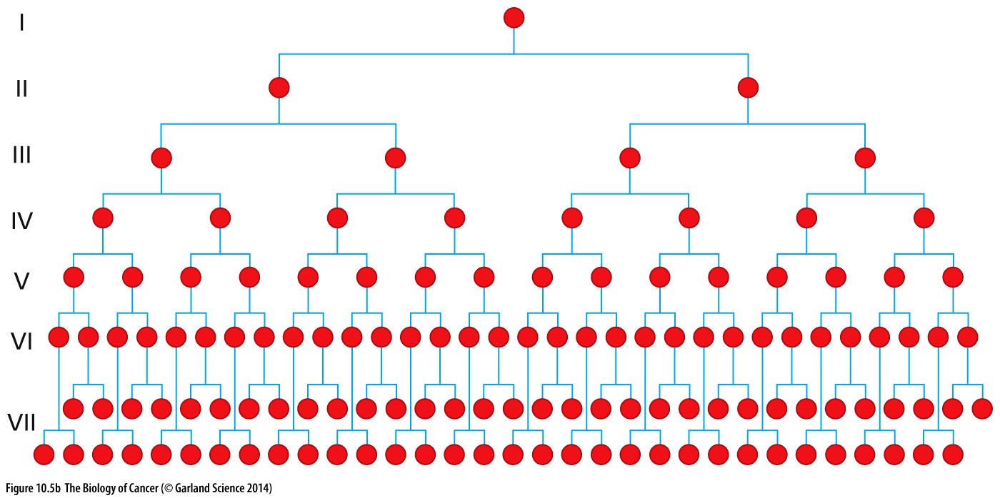 I
II
III
IV
V
VI
VII
Figure 10.5b The Biology of Cancer (© Garland Science 2014)